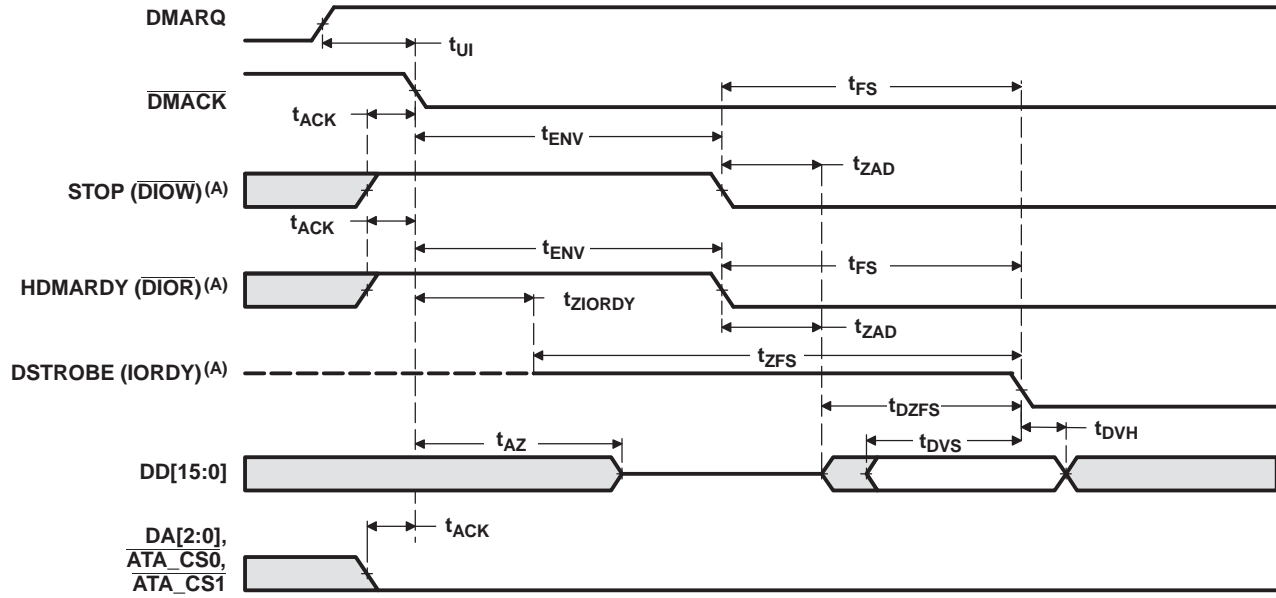 DMARQ
tUI
DMACK
tFS
tACK
tENV
tZAD
STOP (DIOW)(A)
tACK
tENV
tFS
HDMARDY (DIOR)(A)
tZIORDY
tZAD
tZFS
DSTROBE (IORDY)(A)
tDZFS
tAZ
tDVS
tDVH
DD[15:0]
tACK
DA[2:0],
ATA_CS0,
ATA_CS1